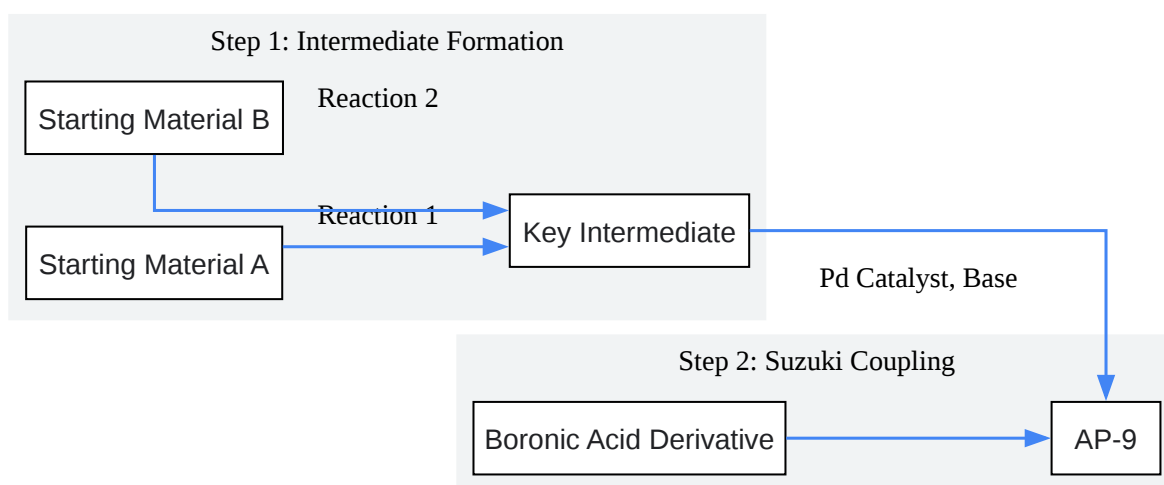 Step 1: Intermediate Formation
Starting Material B
Reaction 2
Reaction 1
Starting Material A
Key Intermediate
Pd Catalyst, Base
Step 2: Suzuki Coupling
Boronic Acid Derivative
AP-9